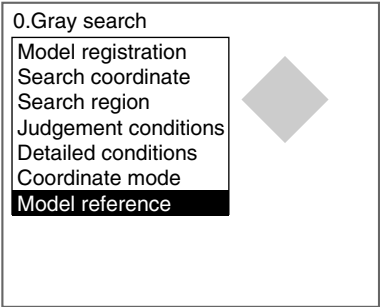 0.Gray search
Model registration
Search coordinate
Search region
Judgement conditions
Detailed conditions
Coordinate mode
Model reference